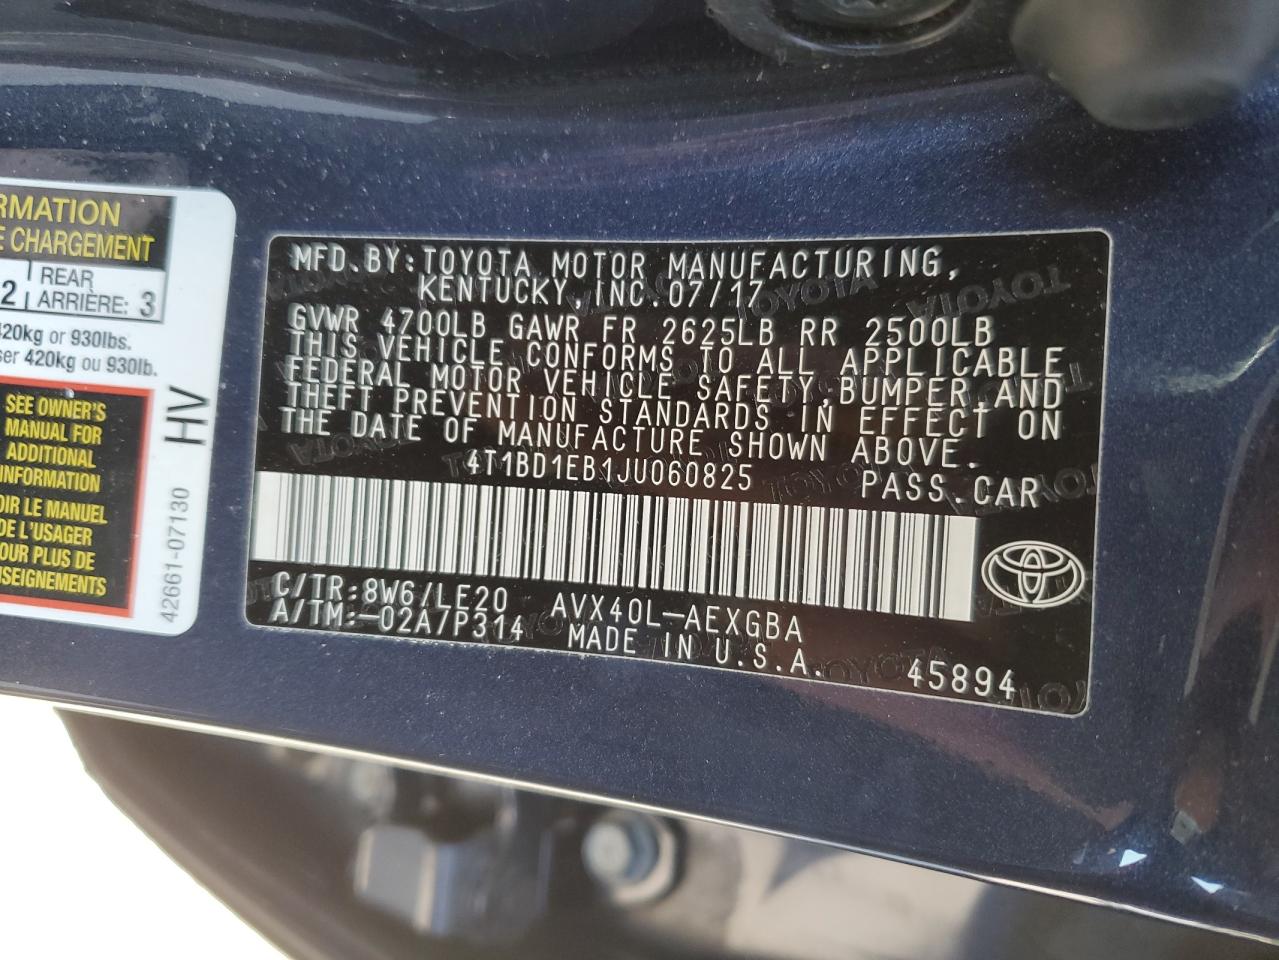 RMATION
E CHARGEMENT
2 REAR
ARRIÈRE: 3
420kg or 930lbs.
ser 420kg ou 930lb.
SEE OWNER'S
MANUAL FOR
ADDITIONAL
INFORMATION
OIR LE MANUEL
DE L'USAGER
POUR PLUS DE
NSEIGNEMENTS
HV
42661-07130
MFD.BY:TOYOTA MOTOR MANUFACTURING,
KENTUCKY,INC.07/17
GVWR 4700LB GAWR FR 2625LB RR 2500LB
THIS VEHICLE CONFORMS TO ALL APPLICABLE
FEDERAL MOTOR VEHICLE SAFETY,BUMPER,AND
THEFT PREVENTION STANDARDS IN EFFECT ON
THE DATE OF MANUFACTURE SHOWN ABOVE.
4T1BD1EB1JU060825 PASS.CAR
C/TR:8W6/LE20 AVX40L-AEXGBA
A/TM:-02A7P314 MADE IN U.S.A. 45894